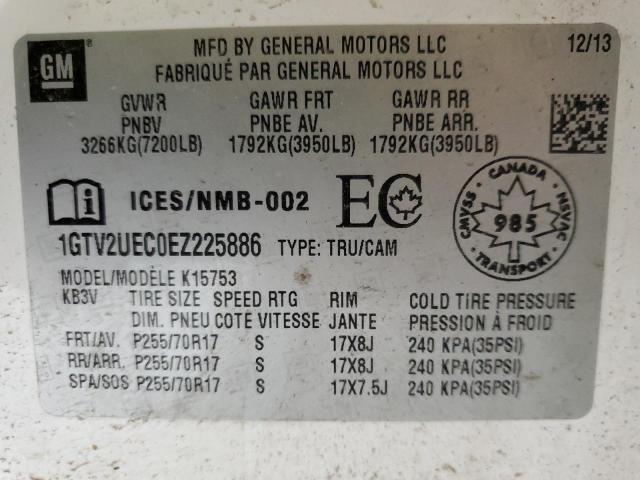 GM ®
MFD BY GENERAL MOTORS LLC 12/13
FABRIQUÉ PAR GENERAL MOTORS LLC
GVWR GAWR FRT GAWR RR
PNBV PNBE AV. PNBE ARR.
3266KG(7200LB) 1792KG(3950LB) 1792KG(3950LB)
i ICES/NMB-002 EC
CANADA
CMVSS 985 NSVAC
TRANSPORT
1GTV2UEC0EZ225886 TYPE: TRU/CAM
MODEL/MODÈLE K15753
KB3V TIRE SIZE SPEED RTG RIM COLD TIRE PRESSURE
DIM. PNEU COTE VITESSE JANTE PRESSION À FROID
FRT/AV. P255/70R17 S 17X8J 240 KPA(35PSI)
RR/ARR. P255/70R17 S 17X8J 240 KPA(35PSI)
SPA/SOS P255/70R17 S 17X7.5J 240 KPA(35PSI)